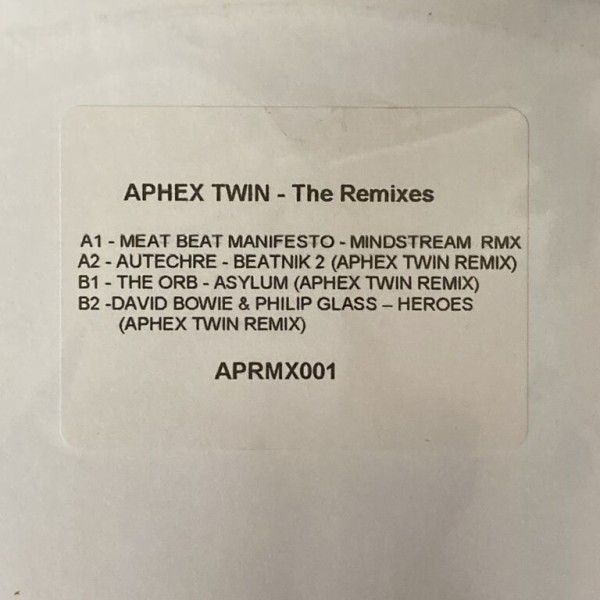 APHEX TWIN - The Remixes
A1 - MEAT BEAT MANIFESTO - MINDSTREAM RMX
A2 - AUTECHRE - BEATNIK 2 (APHEX TWIN REMIX)
B1 - THE ORB - ASYLUM (APHEX TWIN REMIX)
B2 -DAVID BOWIE & PHILIP GLASS – HEROES
(APHEX TWIN REMIX)
APRMX001